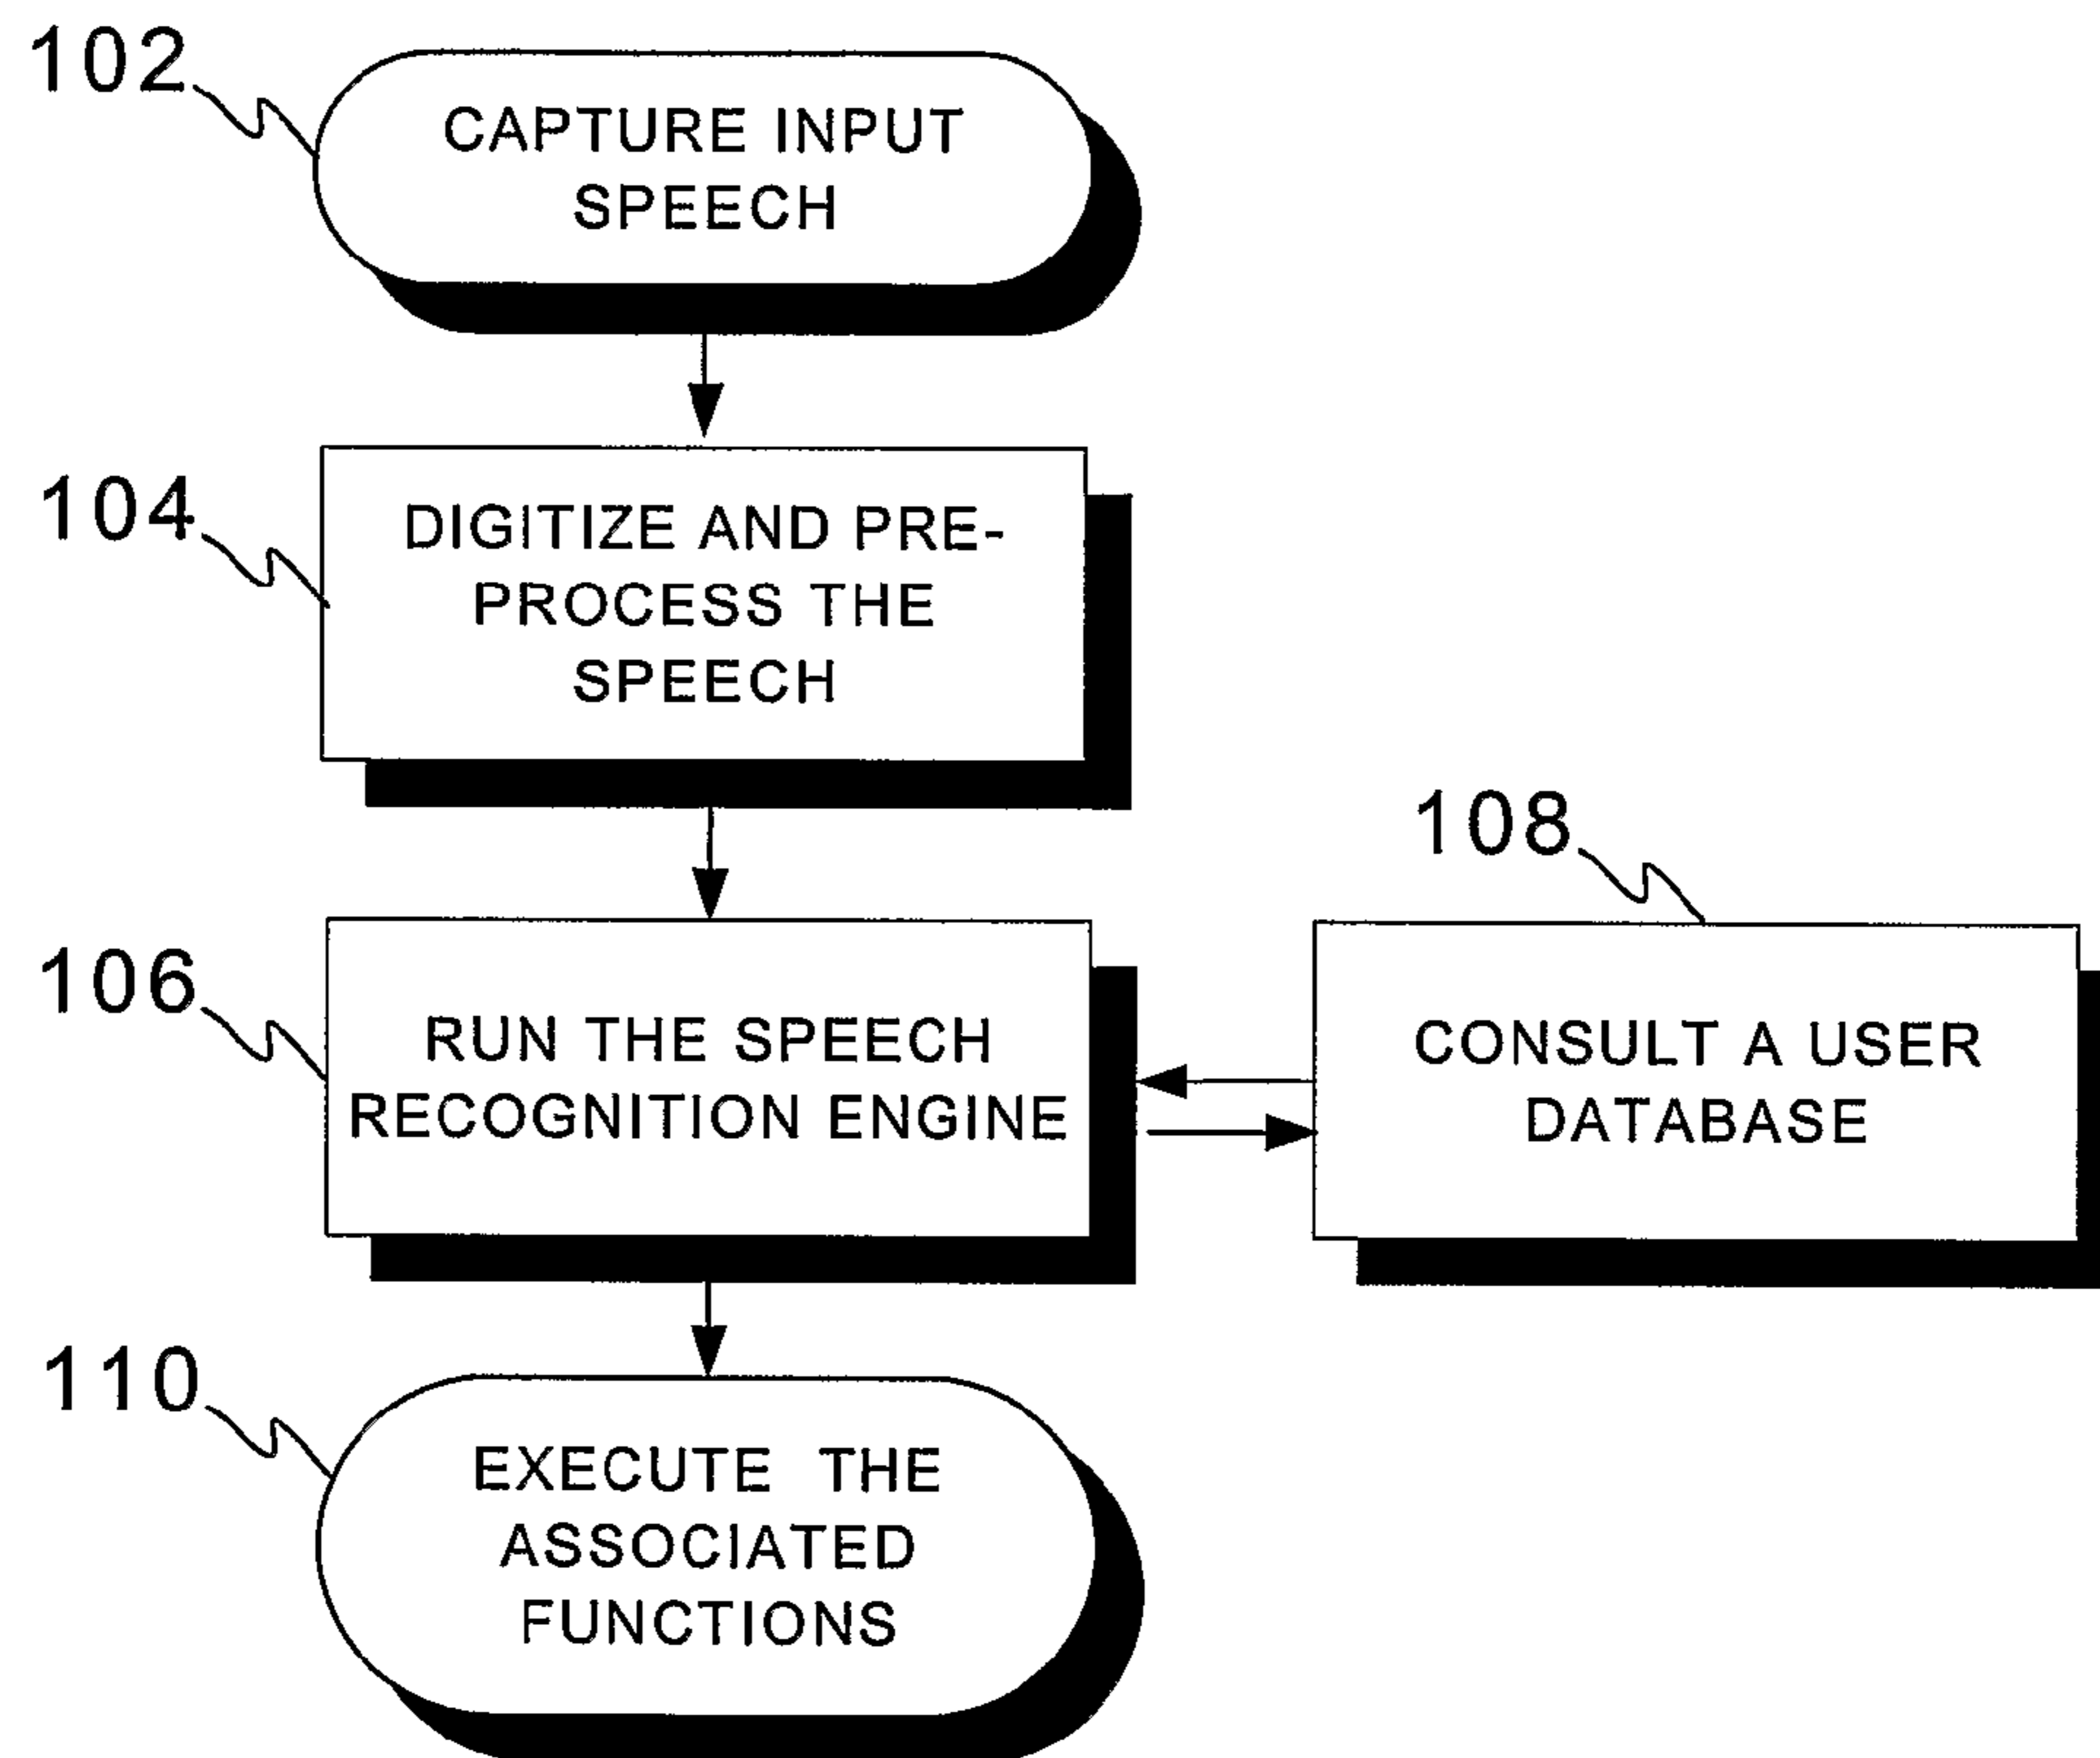 102
CAPTURE INPUT
SPEECH
104
DIGITIZE AND PRE-
PROCESS THE
SPEECH
108
106
RUN THE SPEECH
RECOGNITION ENGINE
CONSULT A USER
DATABASE
110
EXECUTE THE
ASSOCIATED
FUNCTIONS